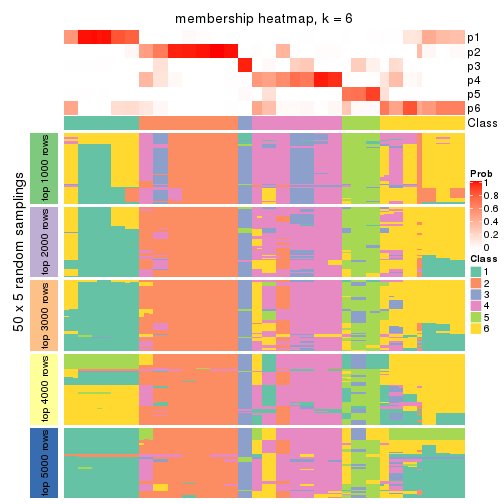 membership heatmap, k = 6
p1
p2
p3
p4
p5
p6
Class
50 x 5 random samplings
top 1000 rows
top 2000 rows
top 3000 rows
top 4000 rows
top 5000 rows
Prob
1
0.8
0.6
0.4
0.2
0
Class
1
2
3
4
5
6